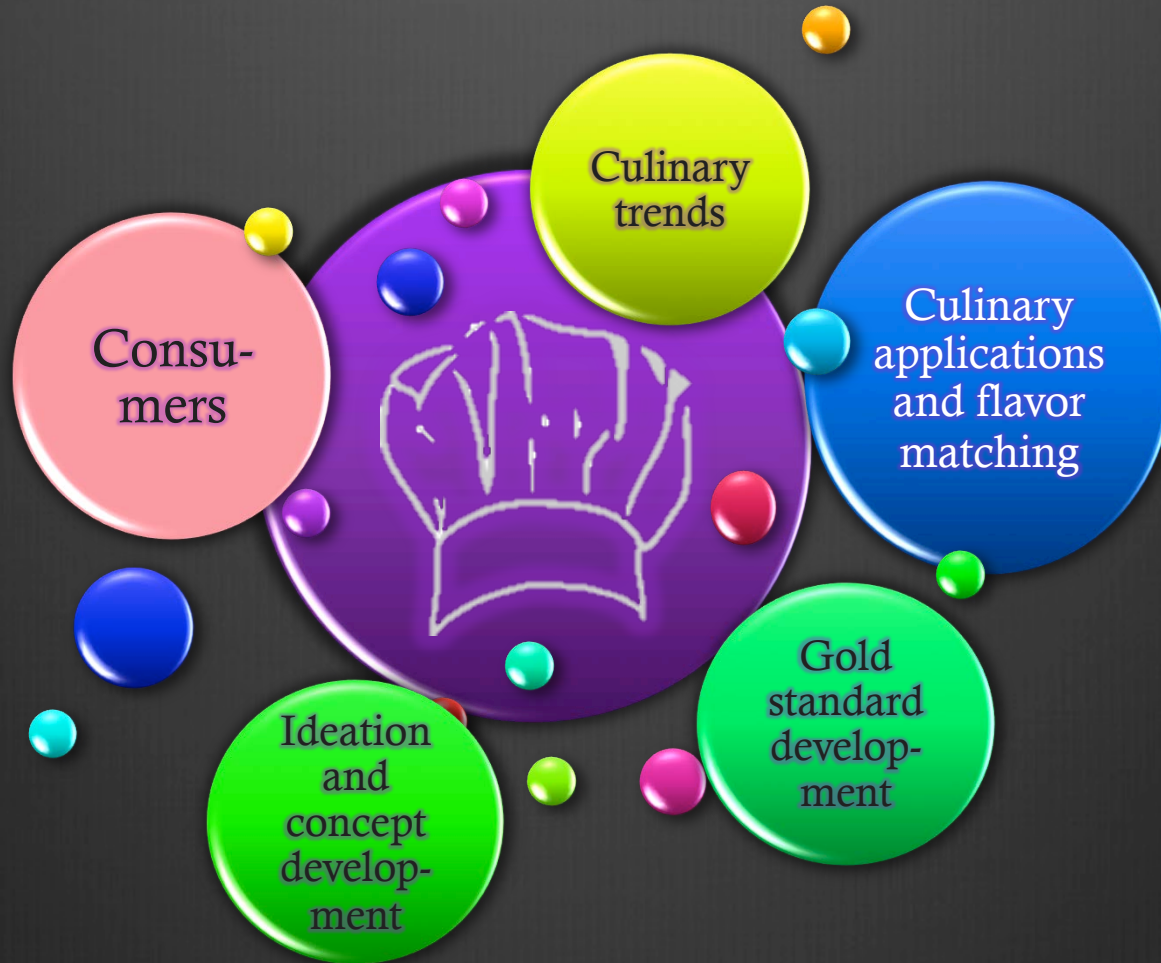 Culinary
trends
Consu-
mers
Culinary
applications
and flavor
matching
Gold
standard
develop-
ment
Ideation
and
concept
develop-
ment